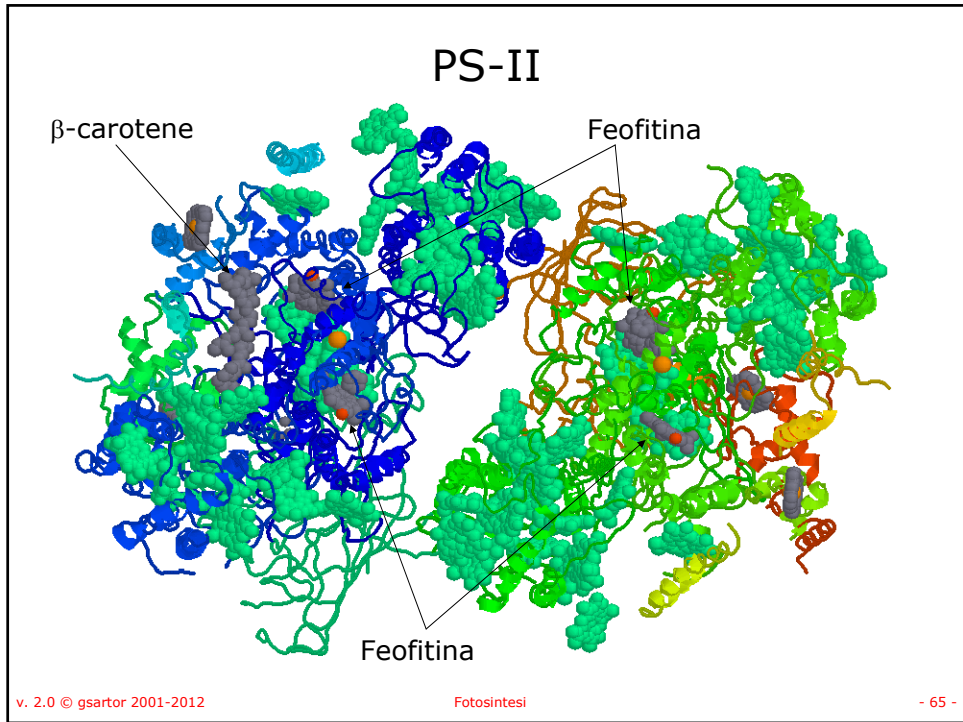 PS-II
β-carotene
Feofitina
Feofitina
v. 2.0 © gsartor 2001-2012
Fotosintesi
- 65 -